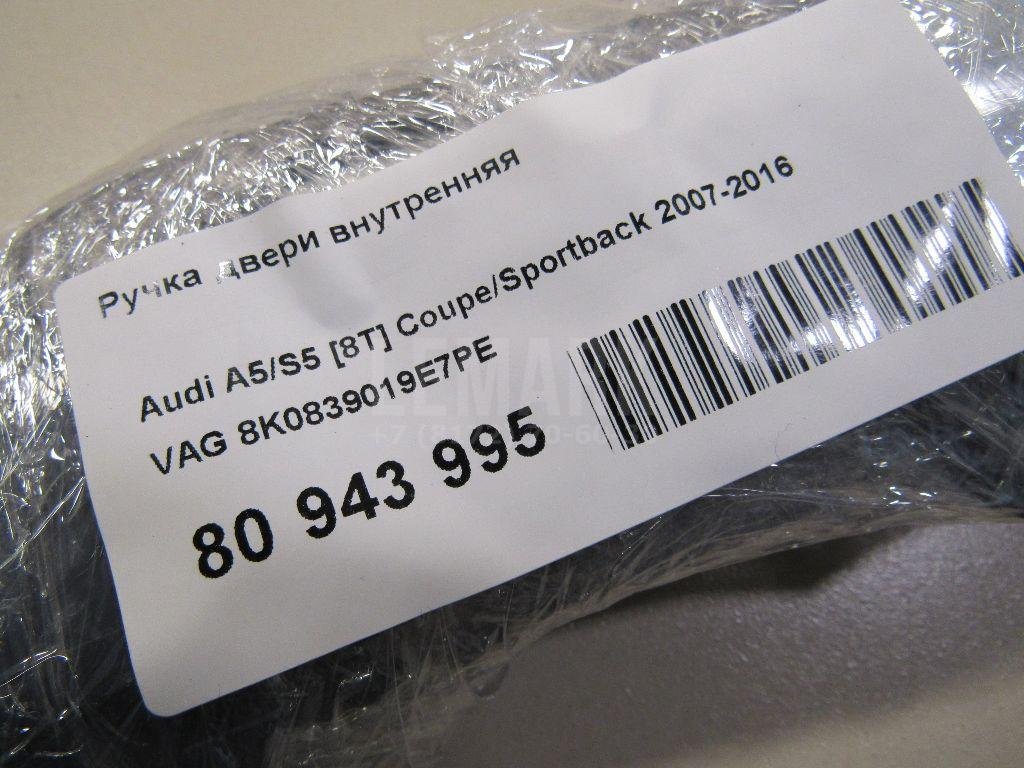 Ручка двери внутренняя
Audi A5/S5 [8T] Coupe/Sportback 2007-2016
VAG 8K0839019E7PE
80 943 995